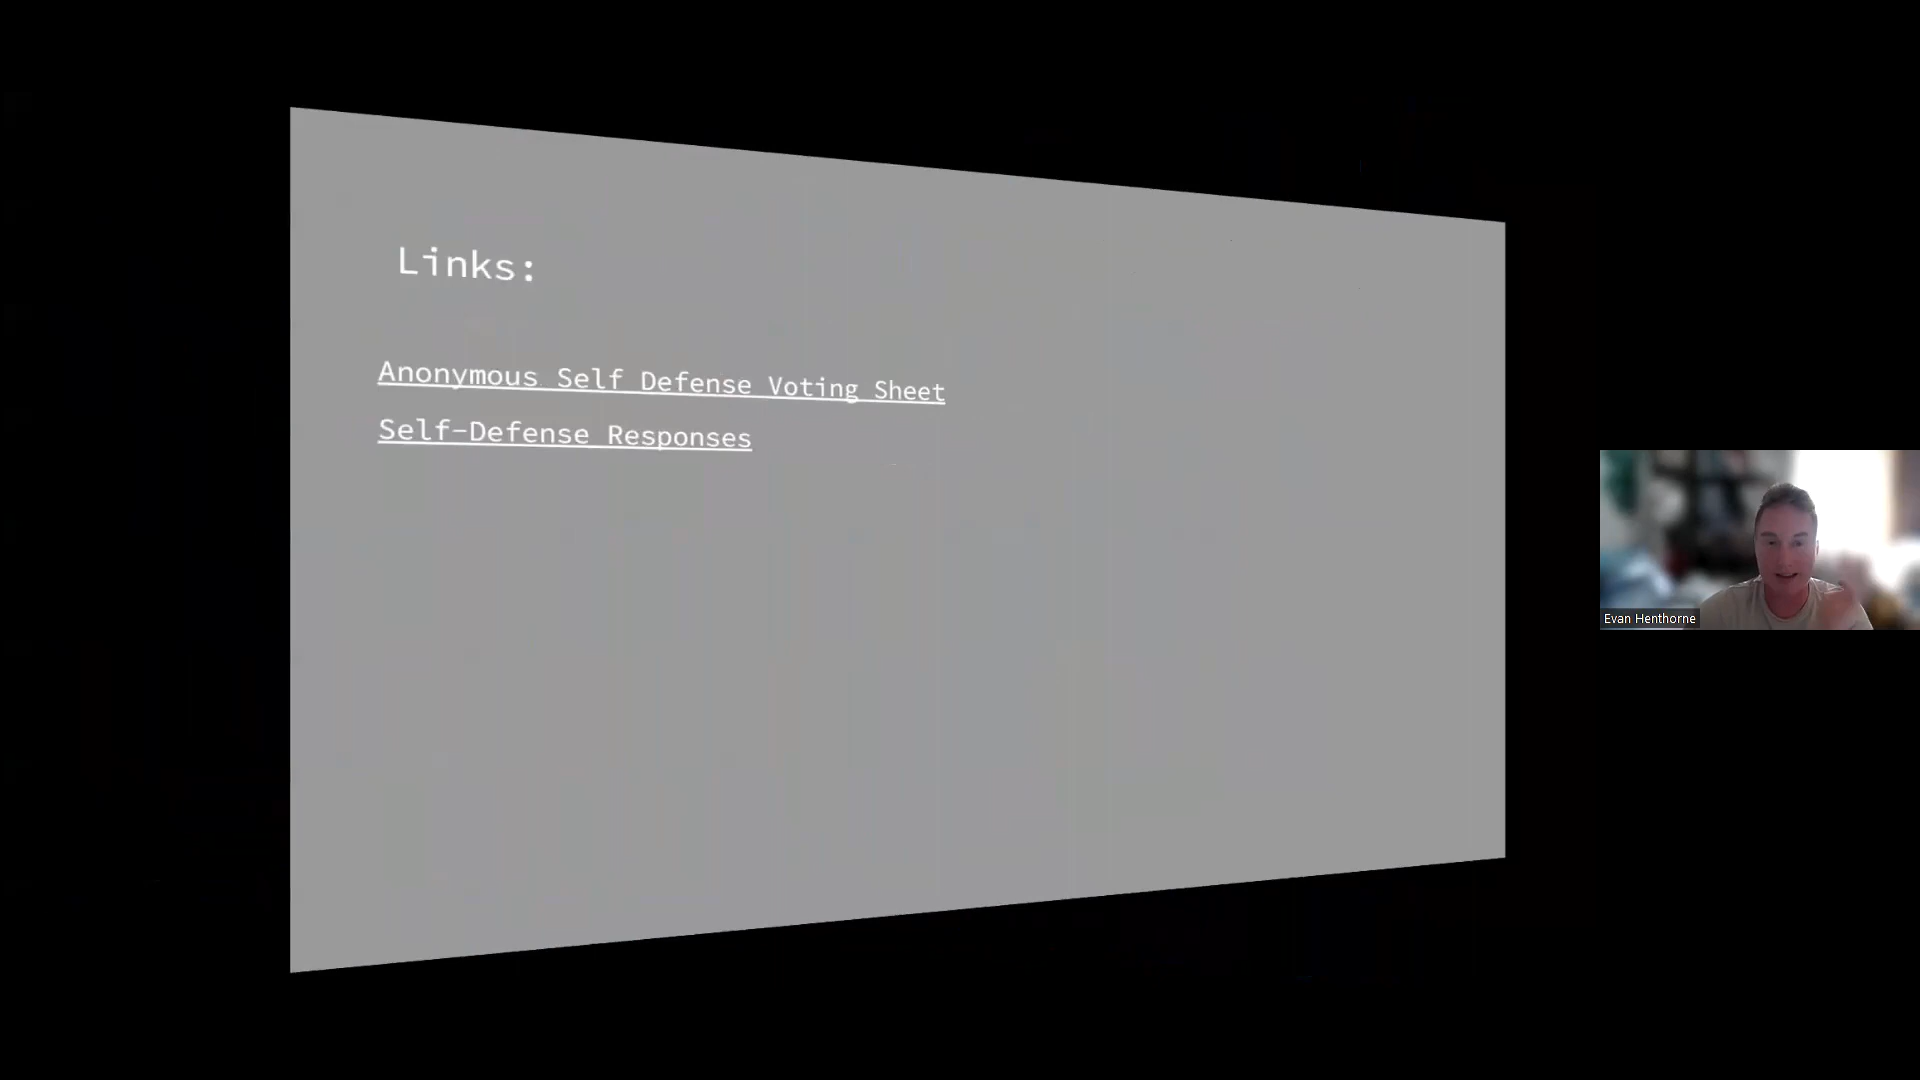 Links:
Anonymous Self Defense Voting Sheet
Self-Defense Responses
Evan Henthorne